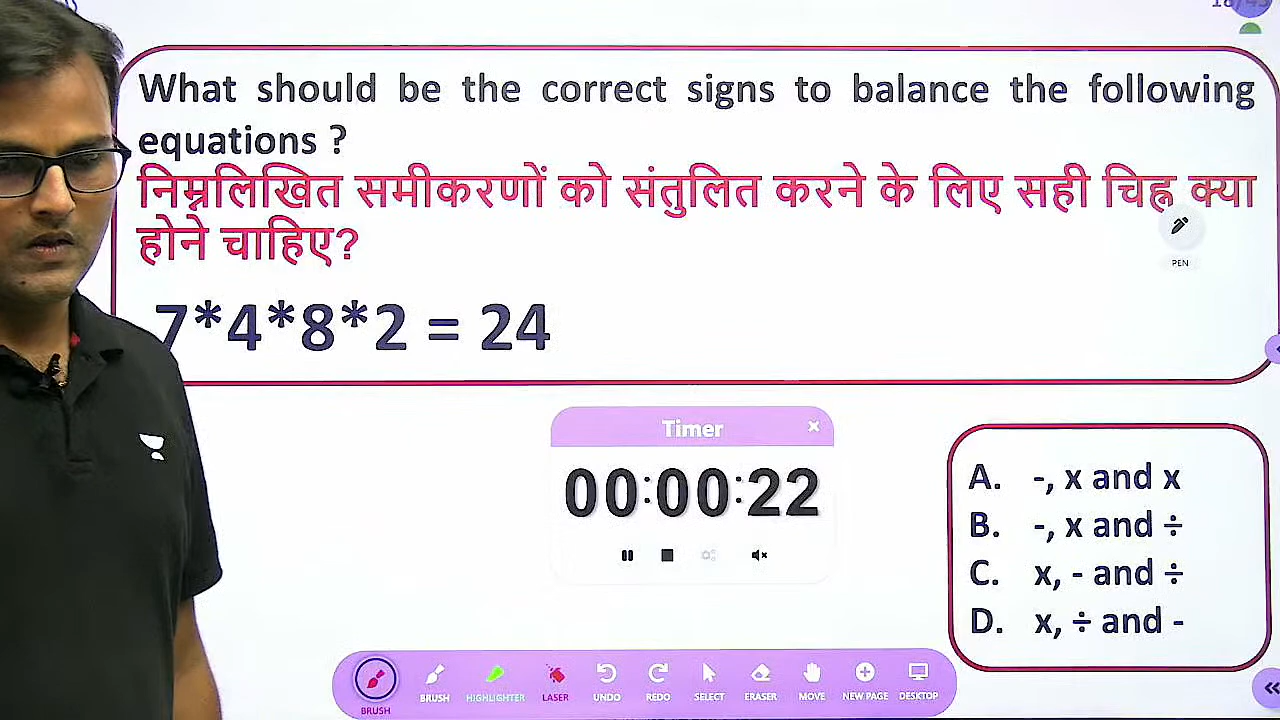 What should be the correct signs to balance the following
equations ?
निम्नलिखित समीकरणों को संतुलित करने के लिए सही चिह्न क्या
होने चाहिए?
PEN
7*4*8*2 = 24
Timer
00:00:22
A. -, x and x
B. -, x and ÷
C. x, - and ÷
D. x, ÷ and -
BRUSH
BRUSH
HIGHLIGHTER
LASER
UNDO
REDO
SELECT
ERASER
MOVE
NEW PAGE
DESKTOP